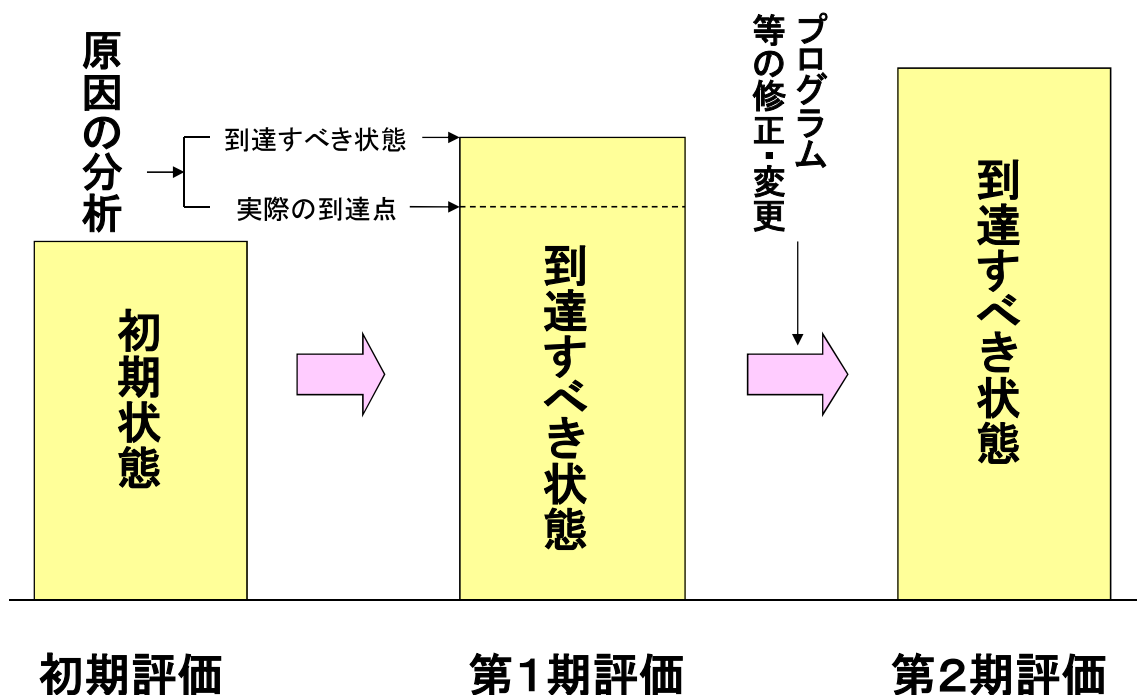 原因の分析
到達すべき状態
実際の到達点
プログラム
等の修正・変更
初期状態
到達すべき状態
到達すべき状態
初期評価
第1期評価
第2期評価